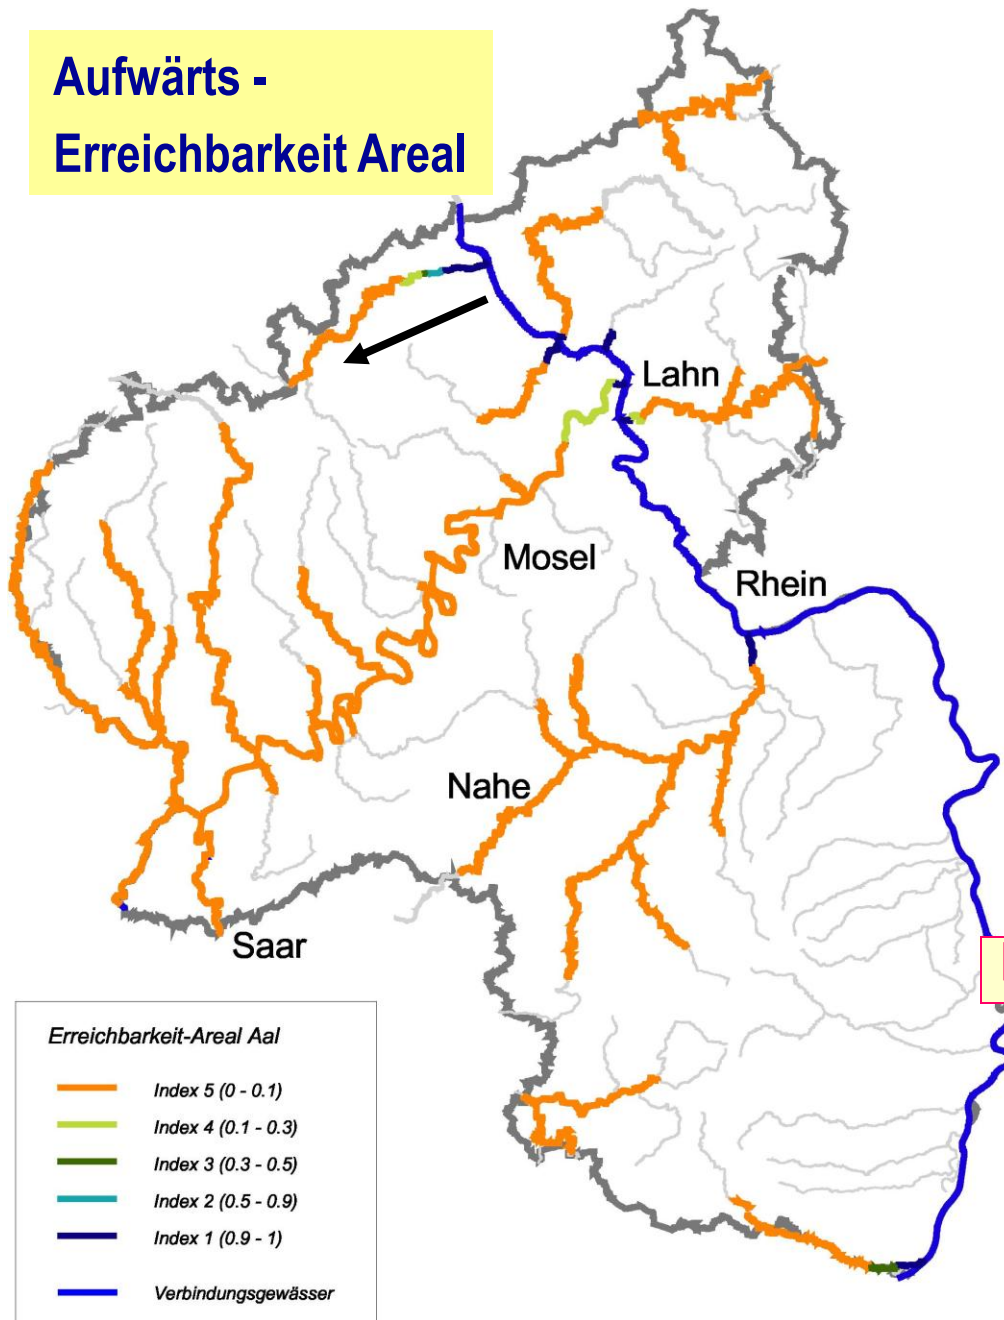 Aufwärts -
Erreichbarkeit Areal
Lahn
Mosel
Rhein
Nahe
Saar
Erreichbarkeit-Areal Aal
Index 5 (0 - 0.1)
Index 4 (0.1 - 0.3)
Index 3 (0.3 - 0.5)
Index 2 (0.5 - 0.9)
Index 1 (0.9 - 1)
Verbindungsgewässer